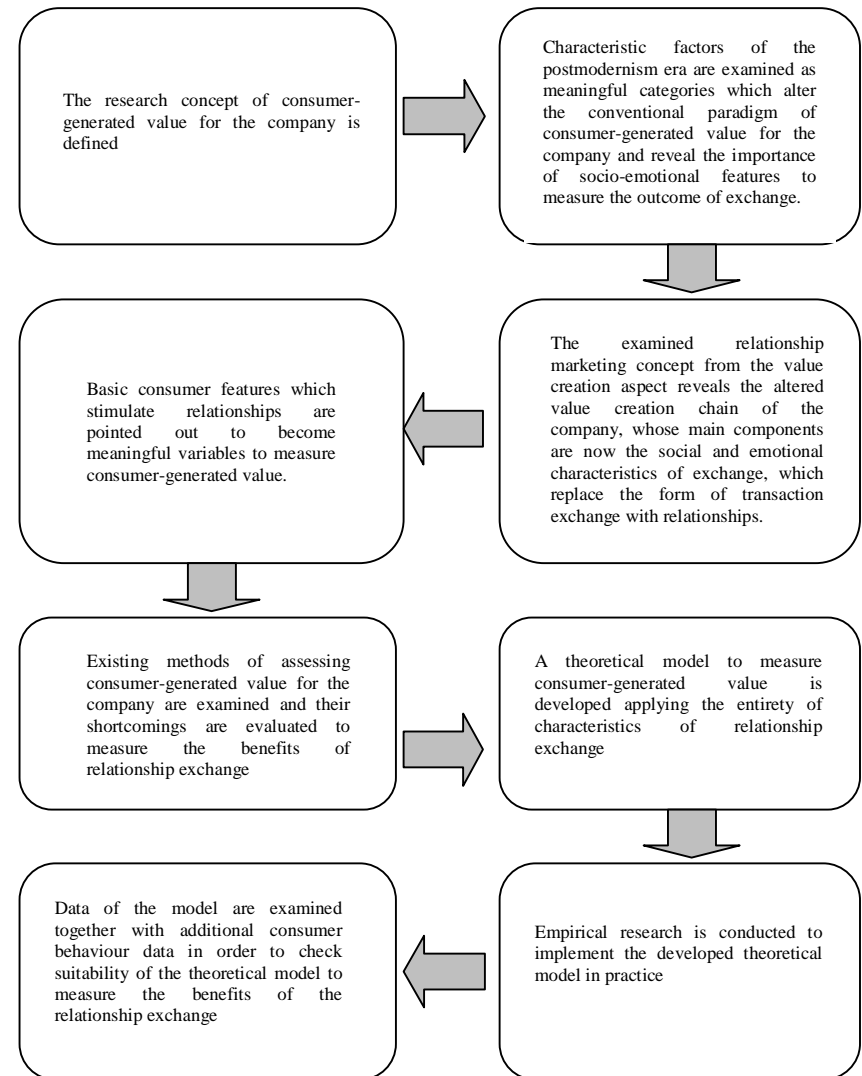 The research concept of consumer-
generated value for the company is
defined
Characteristic factors of the
postmodernism era are examined as
meaningful categories which alter
the conventional paradigm of
consumer-generated value for the
company and reveal the importance
of socio-emotional features to
measure the outcome of exchange.
The examined relationship
marketing concept from the value
creation aspect reveals the altered
value creation chain of the
company, whose main components
are now the social and emotional
characteristics of exchange, which
replace the form of transaction
exchange with relationships.
Basic consumer features which
stimulate relationships are
pointed out to become
meaningful variables to measure
consumer-generated value.
Existing methods of assessing
consumer-generated value for the
company are examined and their
shortcomings are evaluated to
measure the benefits of
relationship exchange
A theoretical model to measure
consumer-generated value is
developed applying the entirety of
characteristics of relationship
exchange
Empirical research is conducted to
implement the developed theoretical
model in practice
Data of the model are examined
together with additional consumer
behaviour data in order to check
suitability of the theoretical model to
measure the benefits of the
relationship exchange